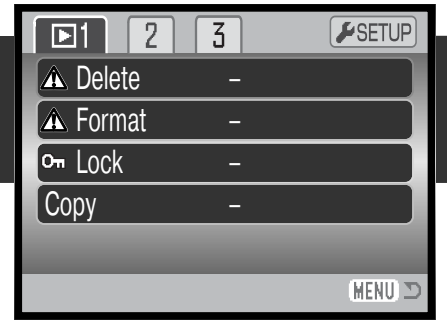 1 2 3 SETUP
Delete –
Format –
Lock –
Copy –
MENU